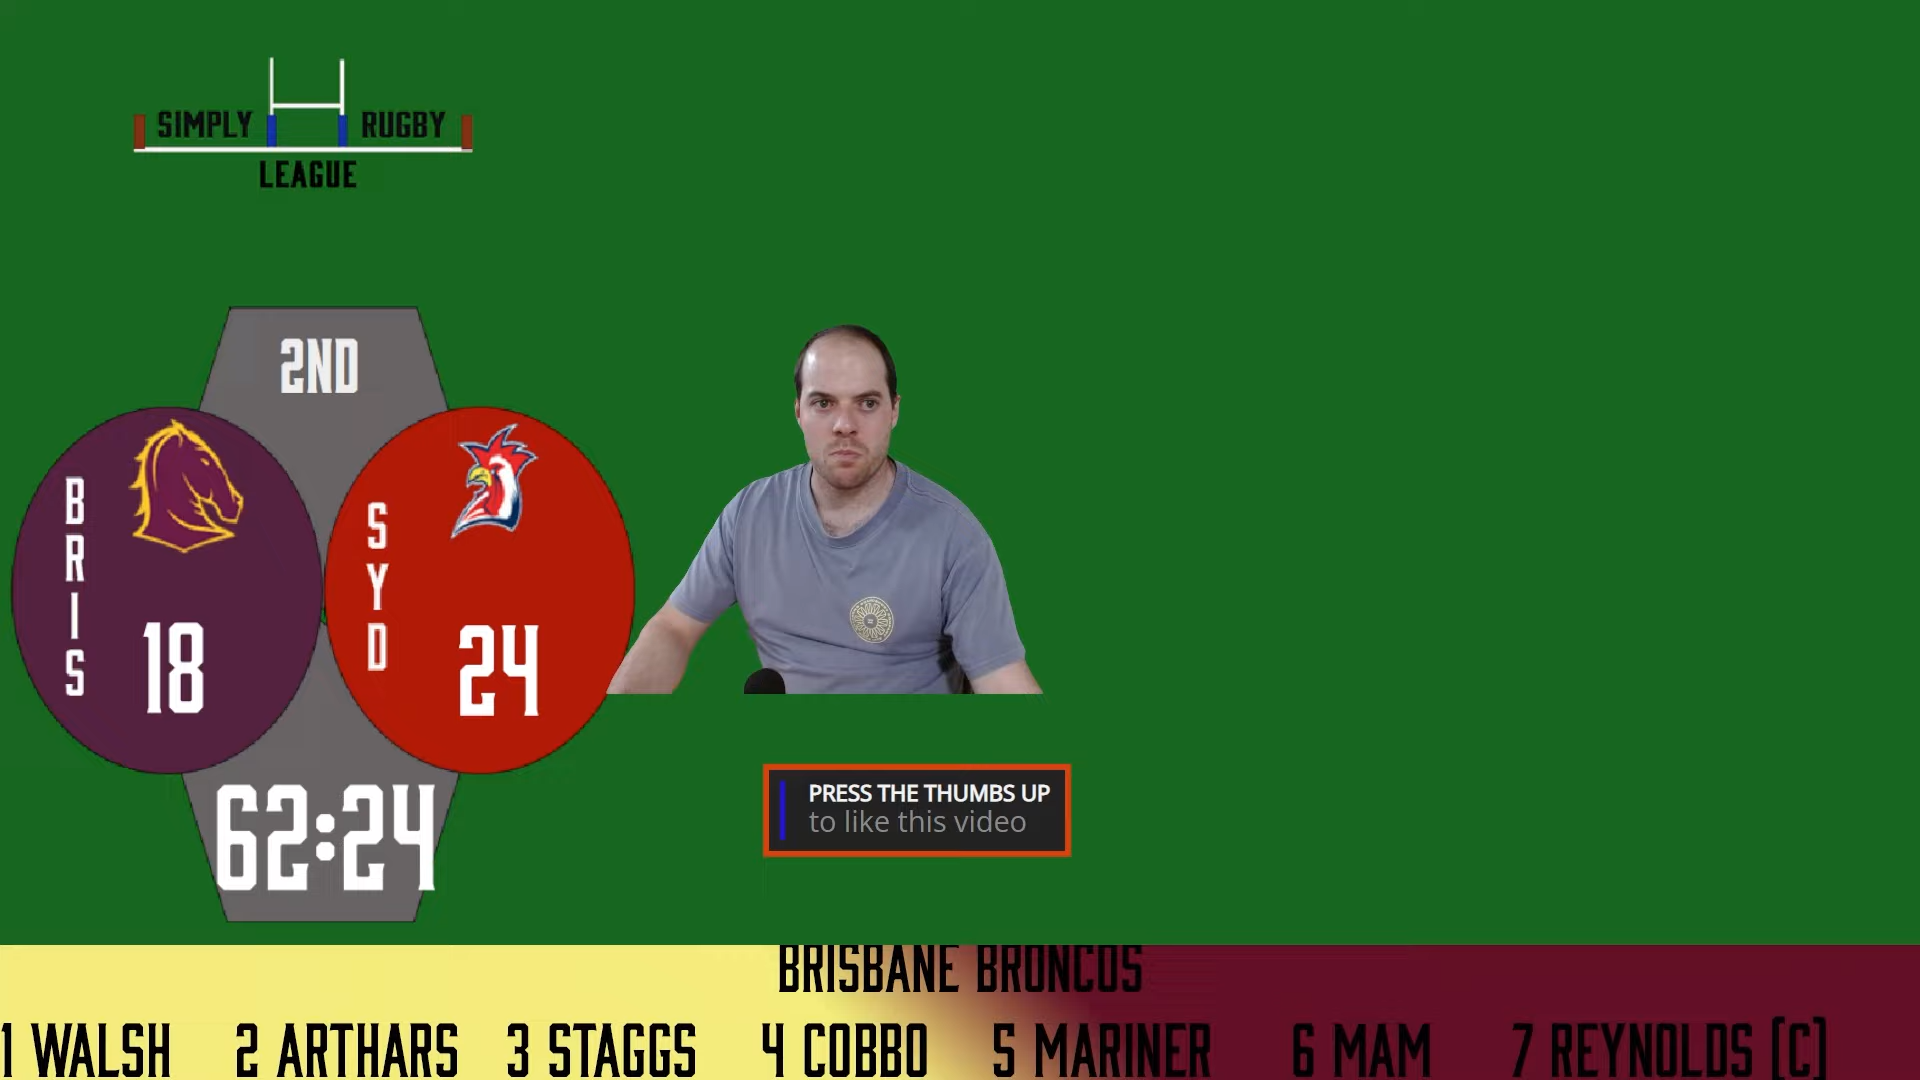 SIMPLY RUGBY
LEAGUE
2ND
BRIS
18
SYD
24
62:24
PRESS THE THUMBS UP
to like this video
BRISBANE BRONCOS
1 WALSH 2 ARTHARS 3 STAGGS 4 COBBO 5 MARINER 6 MAM 7 REYNOLDS (C)